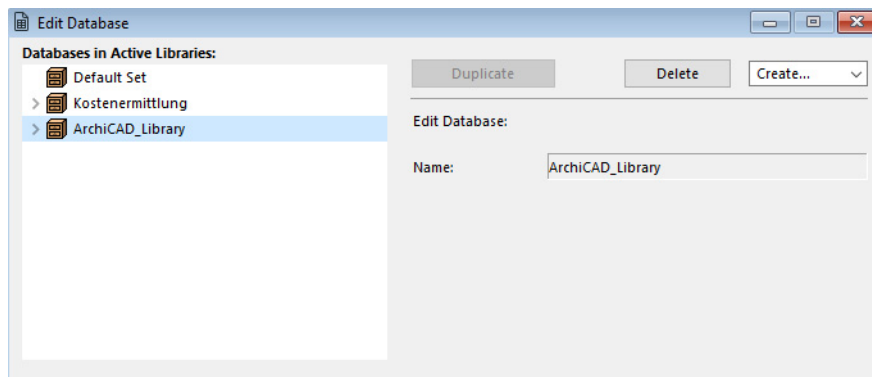 Edit Database
Databases in Active Libraries:
Default Set
Kostenermittlung
ArchiCAD_Library
Duplicate
Delete
Create...
Edit Database:
Name:
ArchiCAD_Library